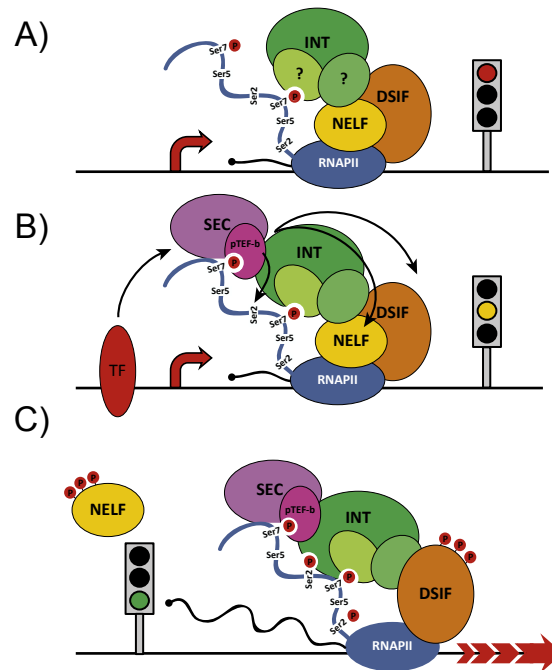 A)
Ser7 P
INT
Ser5
? ?
Ser2
Ser7 P
DSIF
Ser5
NELF
Ser2
RNAPII
B)
SEC
pTEF-b
Ser7 P
INT
Ser5
Ser2
Ser7 P
DSIF
Ser5
NELF
Ser2
TF
RNAPII
C)
P P P
NELF
SEC
pTEF-b
Ser7 P
INT
Ser5
P
Ser2
Ser7 P
P P P
Ser5
DSIF
Ser2 P
RNAPII